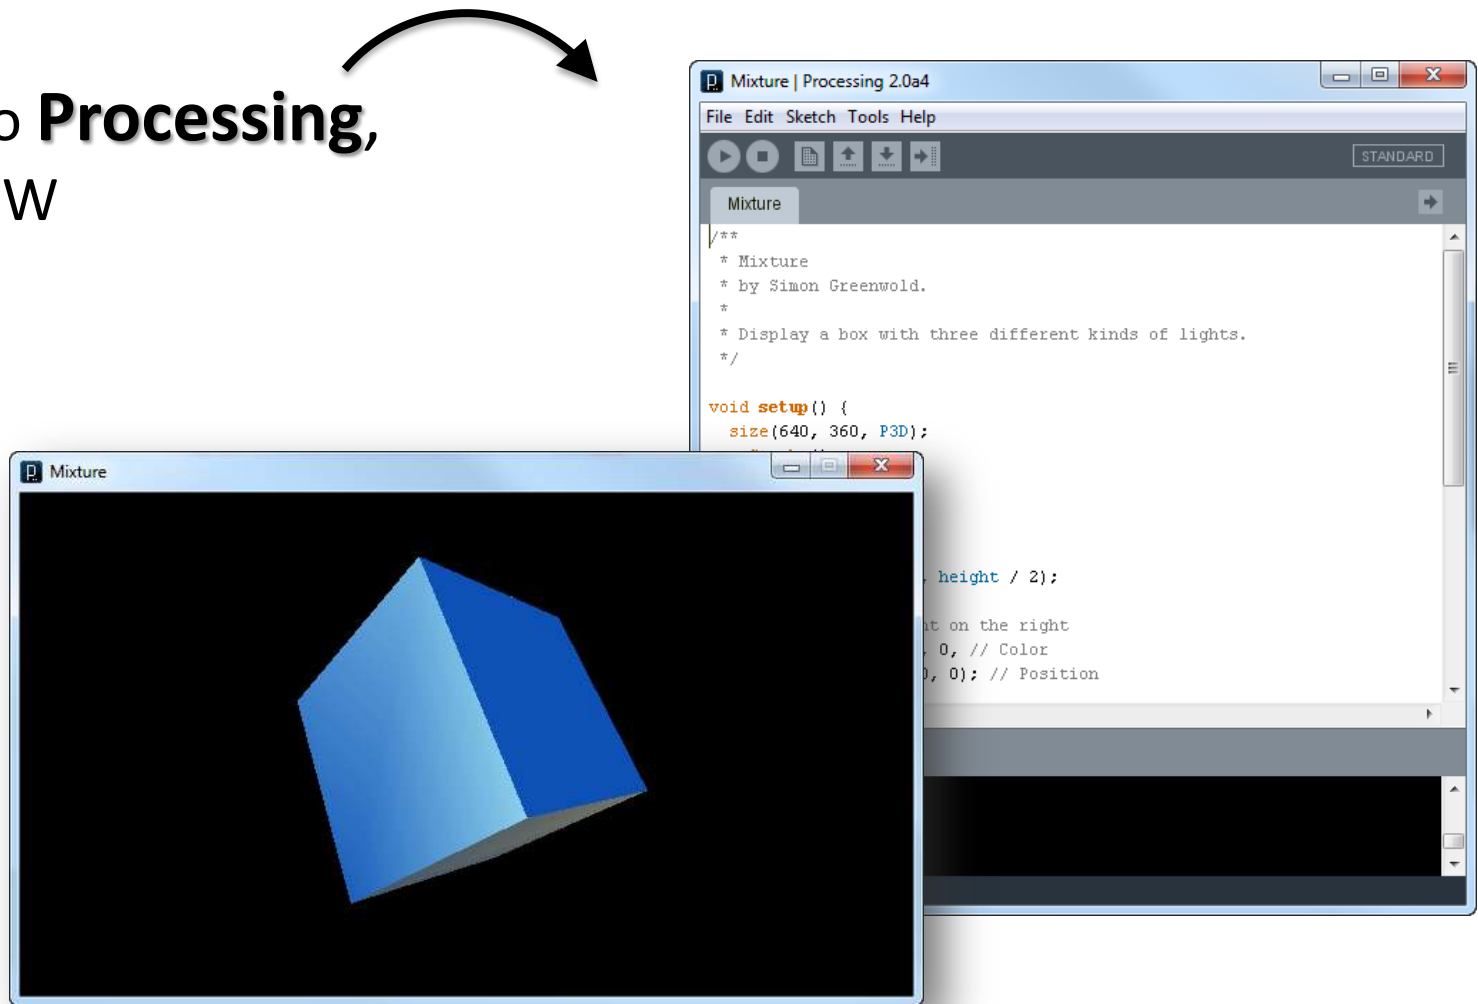 o Processing,
W
Mixture | Processing 2.0a4
File Edit Sketch Tools Help
STANDARD
Mixture
/**
* Mixture
* by Simon Greenwold.
*
* Display a box with three different kinds of lights.
*/
void setup() {
size(640, 360, P3D);
Mixture
height / 2);
on the right
0, // Color
, 0); // Position